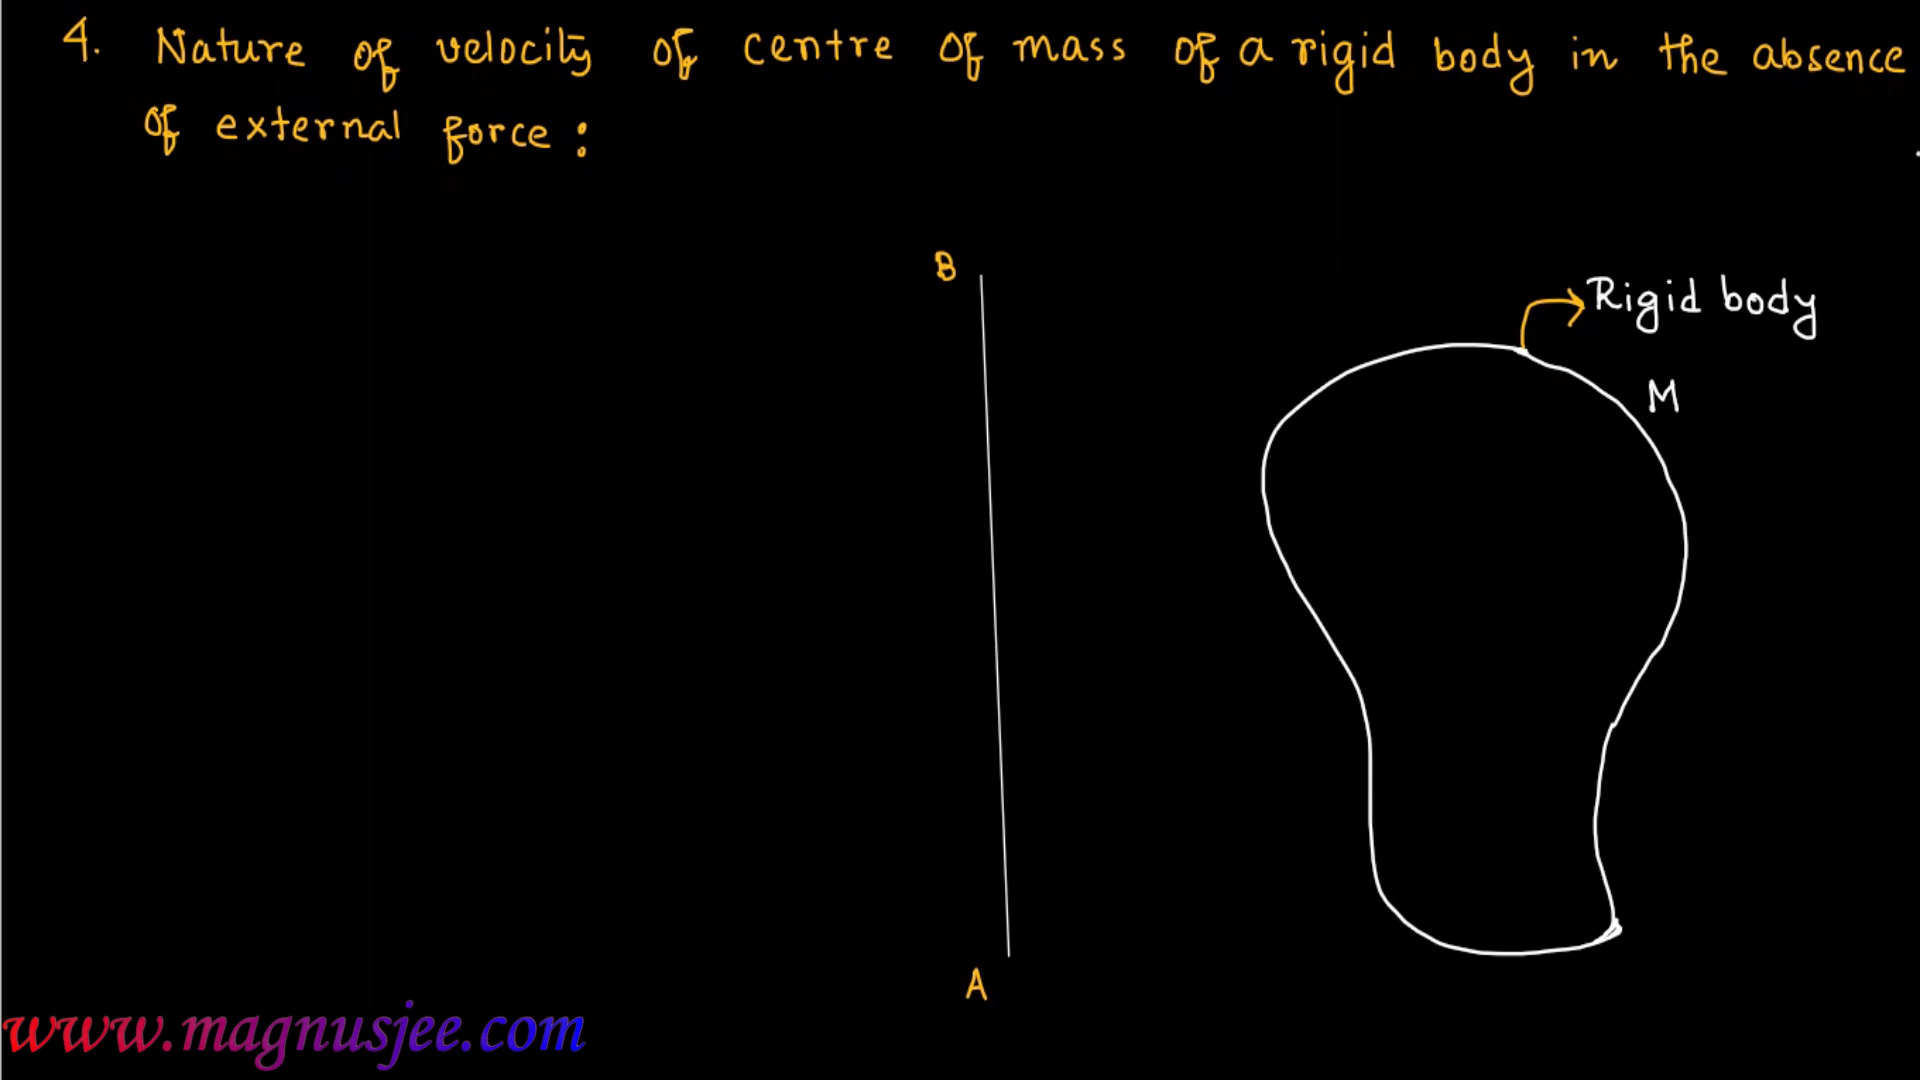 4. Nature of velocity of centre of mass of a rigid body in the absence
of external force :
B
Rigid body
M
A
www.magnusjee.com